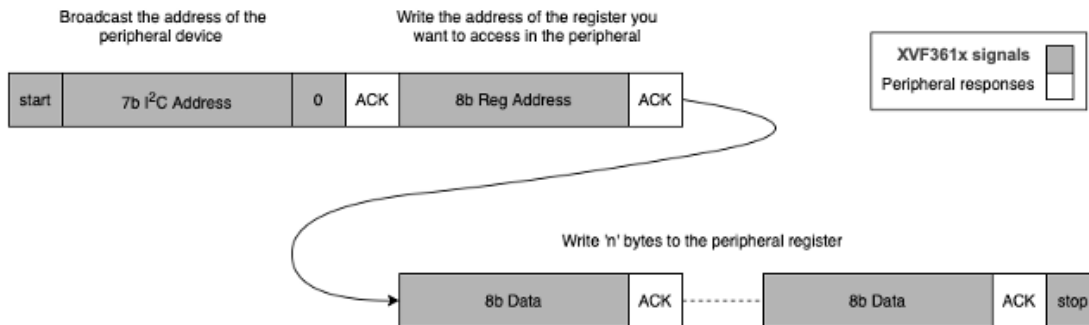 Broadcast the address of the
peripheral device
Write the address of the register you
want to access in the peripheral
XVF361x signals
Peripheral responses
start
7b I²C Address
0
ACK
8b Reg Address
ACK
Write 'n' bytes to the peripheral register
8b Data
ACK
8b Data
ACK
stop